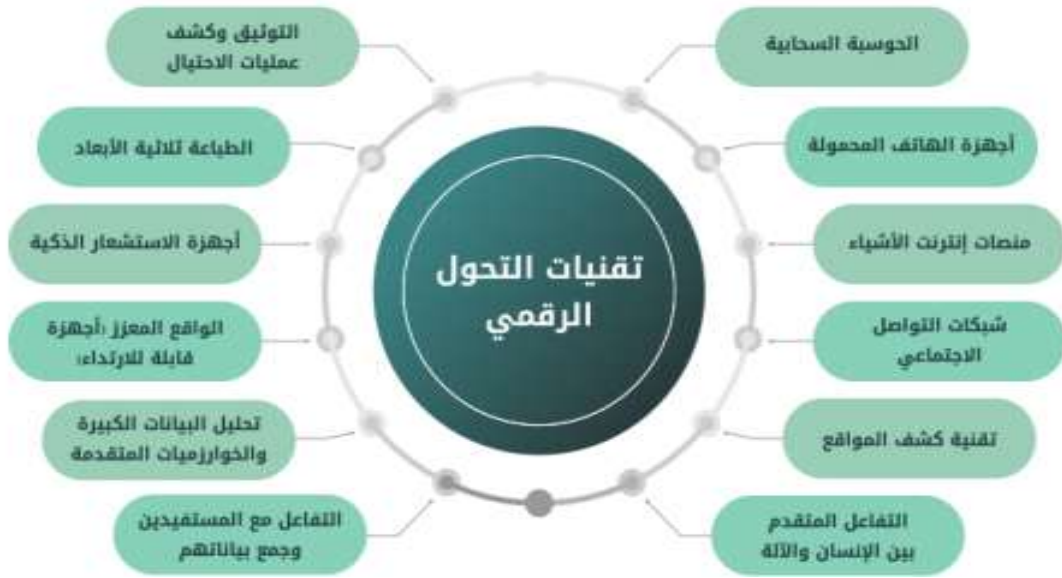 تقنيات التحول
الرقمي
الحوسبة السحابية
أجهزة الهاتف المحمولة
منصات إنترنت الأشياء
شبكات التواصل
الاجتماعي
تقنية كشف المواقع
التفاعل المتقدم
بين الإنسان والآلة
التوثيق وكشف
عمليات الاحتيال
الطباعة ثلاثية الأبعاد
أجهزة الاستشعار الذكية
الواقع المعزز (أجهزة
قابلة للارتداء)
تحليل البيانات الكبيرة
والخوارزميات المتقدمة
التفاعل مع المستفيدين
وجمع بياناتهم